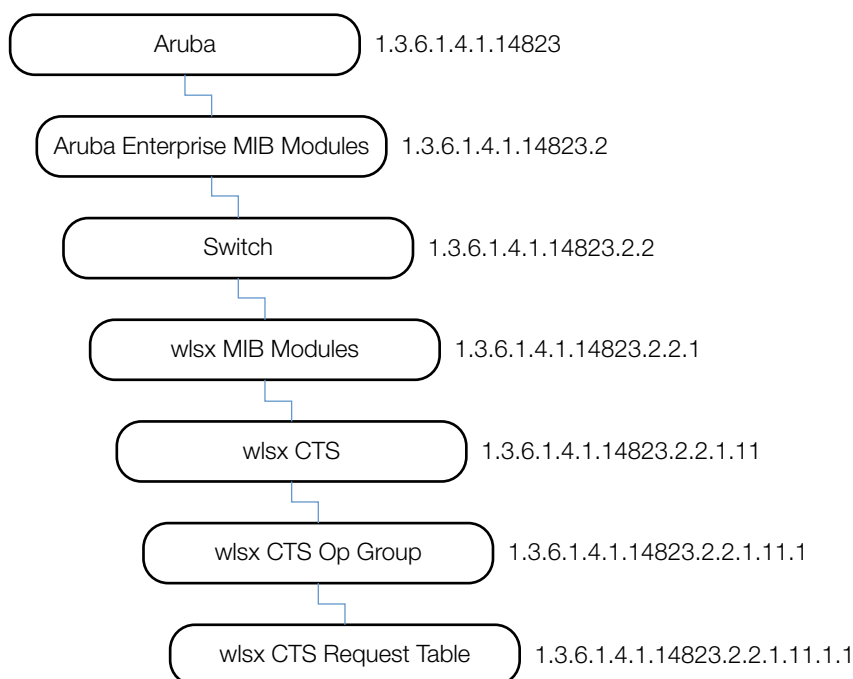 Aruba 1.3.6.1.4.1.14823
Aruba Enterprise MIB Modules 1.3.6.1.4.1.14823.2
Switch 1.3.6.1.4.1.14823.2.2
wlsx MIB Modules 1.3.6.1.4.1.14823.2.2.1
wlsx CTS 1.3.6.1.4.1.14823.2.2.1.11
wlsx CTS Op Group 1.3.6.1.4.1.14823.2.2.1.11.1
wlsx CTS Request Table 1.3.6.1.4.1.14823.2.2.1.11.1.1